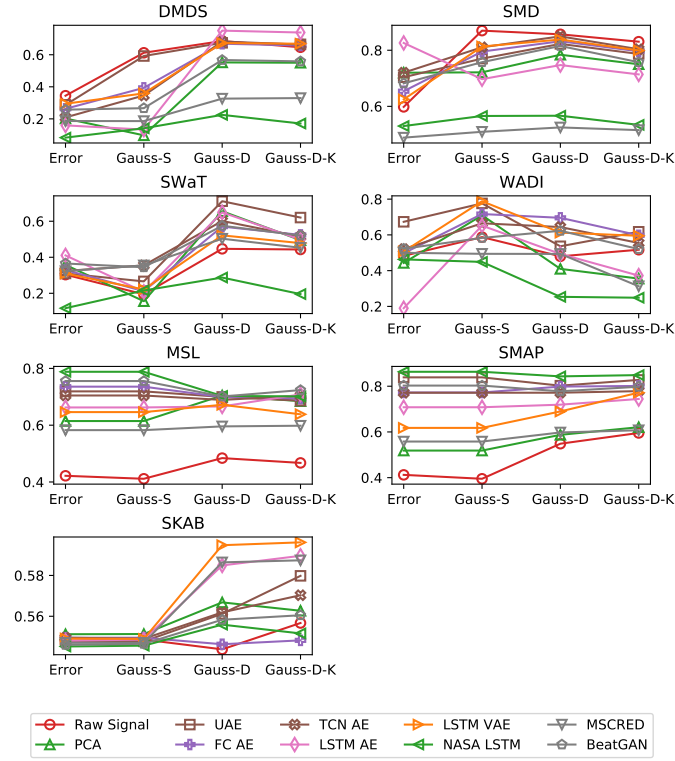 DMDS
0.6
0.4
0.2
Error Gauss-S Gauss-D Gauss-D-K
SMD
0.8
0.6
Error Gauss-S Gauss-D Gauss-D-K
SWaT
0.6
0.4
0.2
Error Gauss-S Gauss-D Gauss-D-K
WADI
0.8
0.6
0.4
0.2
Error Gauss-S Gauss-D Gauss-D-K
MSL
0.8
0.6
0.4
Error Gauss-S Gauss-D Gauss-D-K
SMAP
0.8
0.6
0.4
Error Gauss-S Gauss-D Gauss-D-K
SKAB
0.58
0.56
Error Gauss-S Gauss-D Gauss-D-K
Raw Signal UAE TCN AE LSTM VAE MSCRED
PCA FC AE LSTM AE NASA LSTM BeatGAN